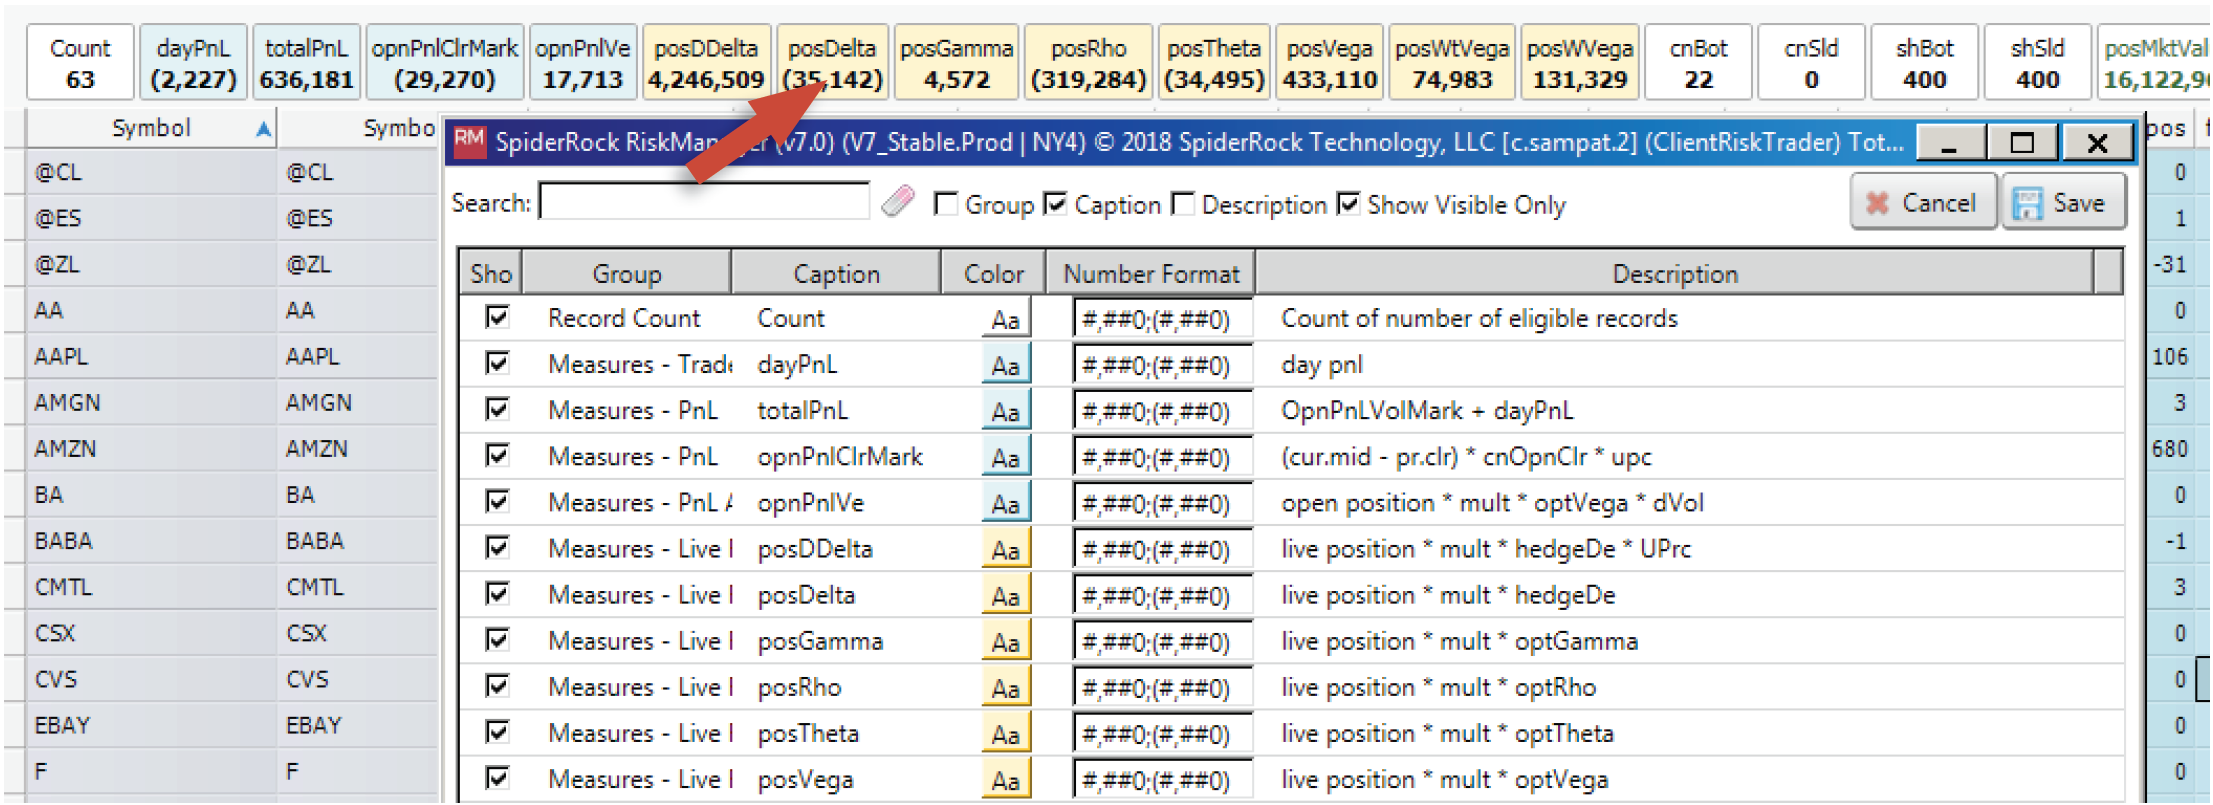 Count dayPnL totalPnL opnPnlClrMark opnPnlVe posDDelta posDelta posGamma posRho posTheta posVega posWtVega posWVega cnBot cnSld shBot shSld posMktVal
63 (2,227) 636,181 (29,270) 17,713 4,246,509 (35,142) 4,572 (319,284) (34,495) 433,110 74,983 131,329 22 0 400 400 16,122,9
Symbol Symbo pos
RM SpiderRock RiskManager (v7.0) (V7_Stable.Prod | NY4) © 2018 SpiderRock Technology, LLC [c.sampat.2] (ClientRiskTrader) Tot...
Search: Group Caption Description Show Visible Only Cancel Save
Sho Group Caption Color Number Format Description
Record Count Count Aa #,##0;(#,##0) Count of number of eligible records
Measures - Trad dayPnL Aa #,##0;(#,##0) day pnl
Measures - PnL totalPnL Aa #,##0;(#,##0) OpnPnLVolMark + dayPnL
Measures - PnL opnPnlClrMark Aa #,##0;(#,##0) (cur.mid - pr.clr) * cnOpnClr * upc
Measures - PnL A opnPnlVe Aa #,##0;(#,##0) open position * mult * optVega * dVol
Measures - Live posDDelta Aa #,##0;(#,##0) live position * mult * hedgeDe * UPrc
Measures - Live posDelta Aa #,##0;(#,##0) live position * mult * hedgeDe
Measures - Live posGamma Aa #,##0;(#,##0) live position * mult * optGamma
Measures - Live posRho Aa #,##0;(#,##0) live position * mult * optRho
Measures - Live posTheta Aa #,##0;(#,##0) live position * mult * optTheta
Measures - Live posVega Aa #,##0;(#,##0) live position * mult * optVega
@CL @CL 0
@ES @ES 1
@ZL @ZL -31
AA AA 0
AAPL AAPL 106
AMGN AMGN 3
AMZN AMZN 680
BA BA 0
BABA BABA -1
CMTL CMTL 3
CSX CSX 0
CVS CVS 0
EBAY EBAY 0
F F 0